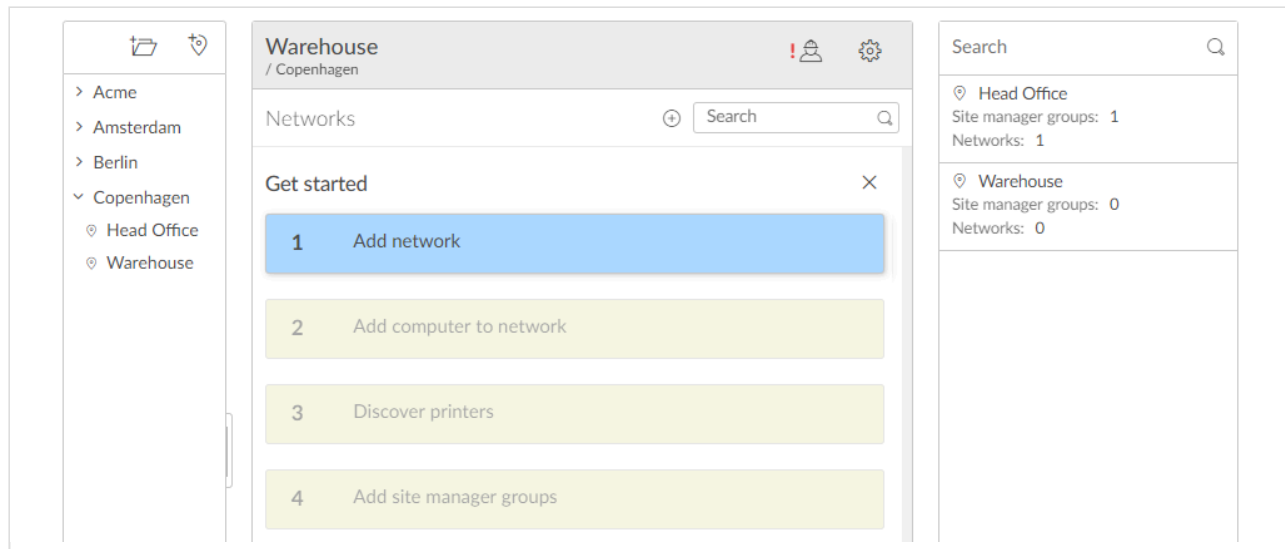 Acme
Amsterdam
Berlin
Copenhagen
Head Office
Warehouse
Warehouse
/ Copenhagen
!
Networks
Search
Get started
1 Add network
2 Add computer to network
3 Discover printers
4 Add site manager groups
Search
Head Office
Site manager groups: 1
Networks: 1
Warehouse
Site manager groups: 0
Networks: 0